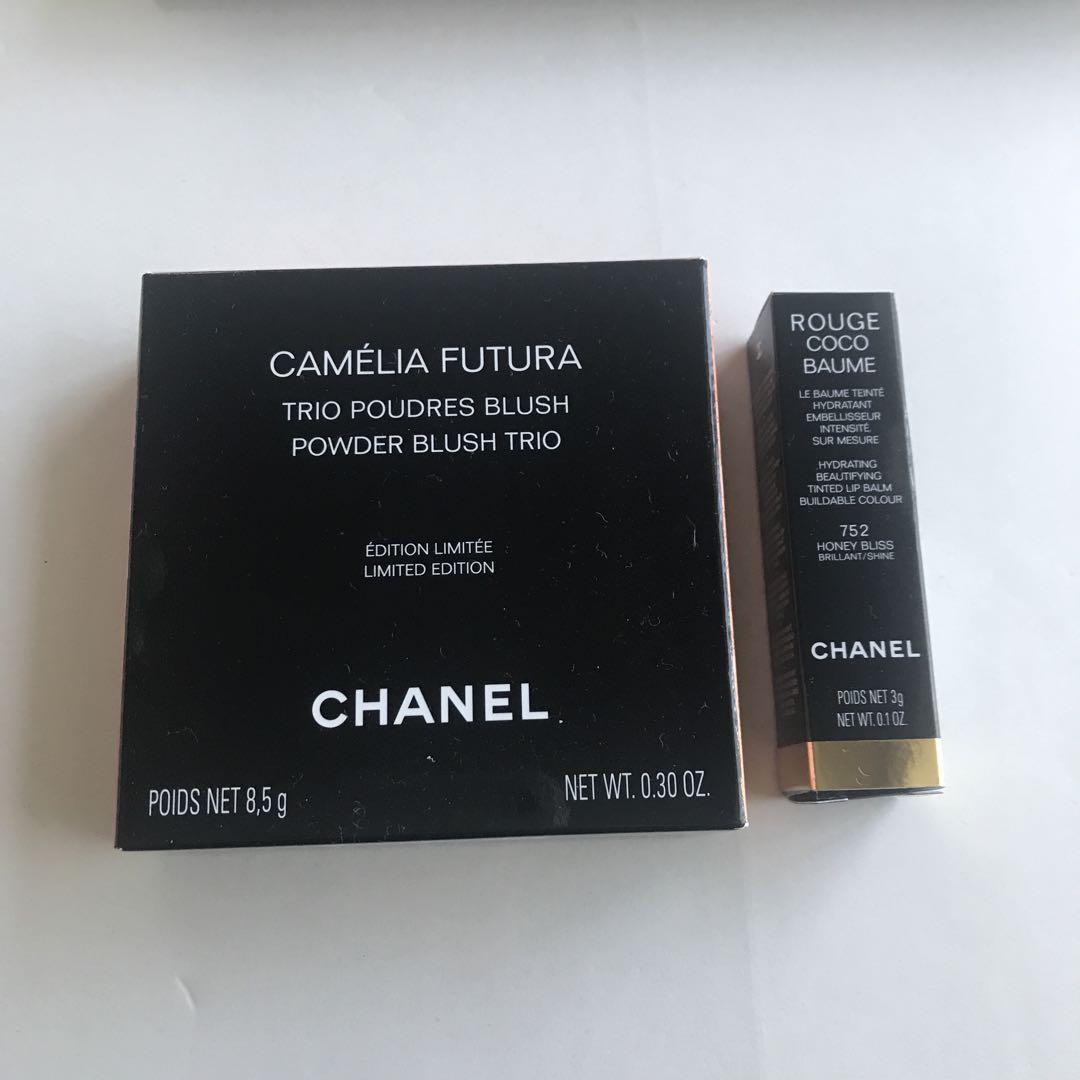 CAMÉLIA FUTURA
TRIO POUDRES BLUSH
POWDER BLUSH TRIO
ÉDITION LIMITÉE
LIMITED EDITION
CHANEL
POIDS NET 8,5 g
NET WT. 0.30 OZ.
ROUGE
COCO
BAUME
LE BAUME TEINTÉ
HYDRATANT
EMBELLISSEUR
INTENSITÉ
SUR MESURE
HYDRATING
BEAUTIFYING
TINTED LIP BALM
BUILDABLE COLOUR
752
HONEY BLISS
BRILLANT/SHINE
CHANEL
POIDS NET 3g
NET WT. 0.1 OZ.